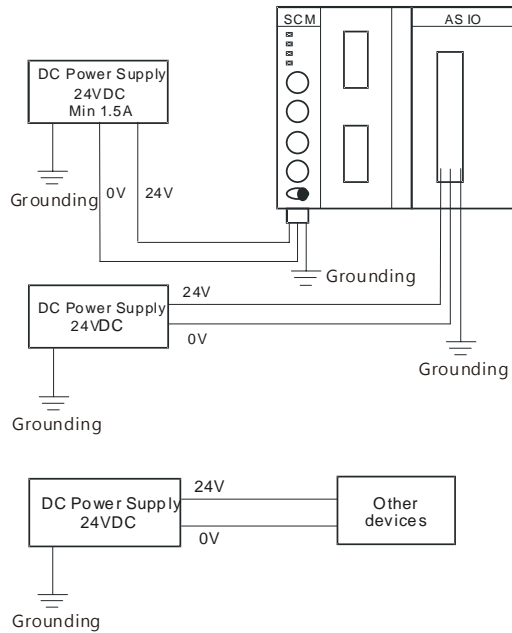 SCM
AS IO
DC Power Supply
24VDC
Min 1.5A
Grounding
0V
24V
Grounding
24V
DC Power Supply
24VDC
0V
Grounding
Grounding
24V
DC Power Supply
24VDC
0V
Other
devices
Grounding